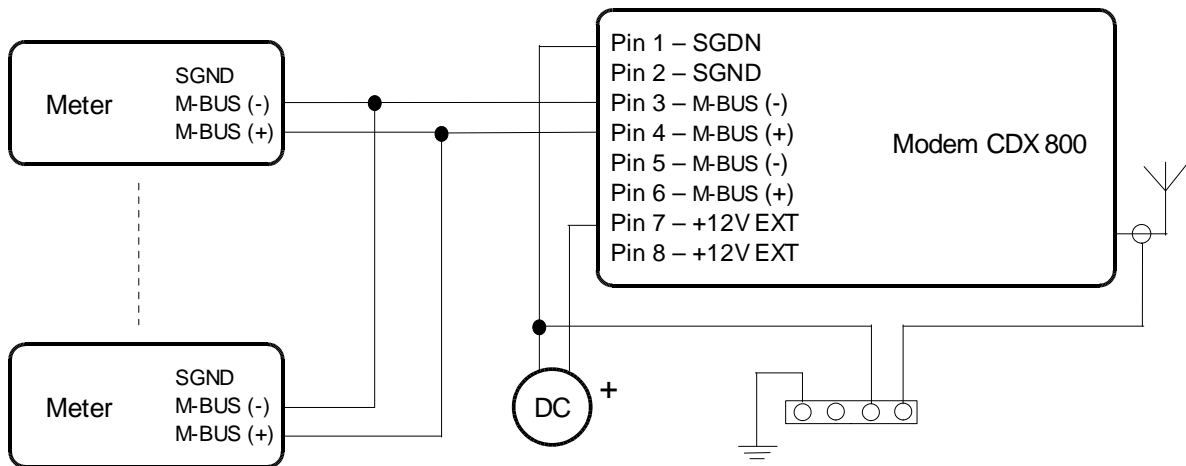 Meter
SGND
M-BUS (-)
M-BUS (+)
Pin 1 – SGDN
Pin 2 – SGND
Pin 3 – M-BUS (-)
Pin 4 – M-BUS (+)
Pin 5 – M-BUS (-)
Pin 6 – M-BUS (+)
Pin 7 – +12V EXT
Pin 8 – +12V EXT
Modem CDX 800
Meter
SGND
M-BUS (-)
M-BUS (+)
DC
+